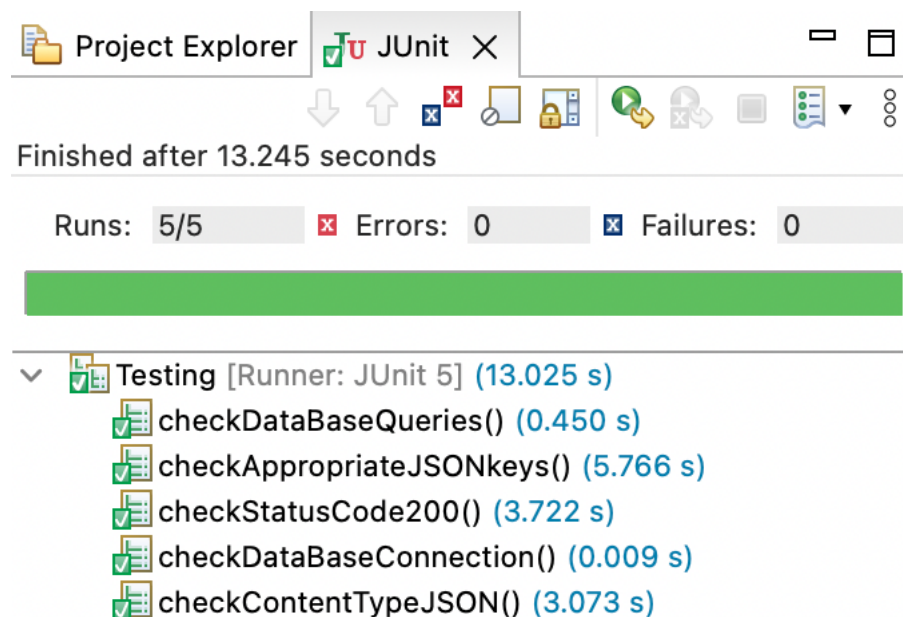 Project Explorer JUnit
Finished after 13.245 seconds
Runs: 5/5 Errors: 0 Failures: 0
Testing [Runner: JUnit 5] (13.025 s)
checkDataBaseQueries() (0.450 s)
checkAppropriateJSONkeys() (5.766 s)
checkStatusCode200() (3.722 s)
checkDataBaseConnection() (0.009 s)
checkContentTypeJSON() (3.073 s)